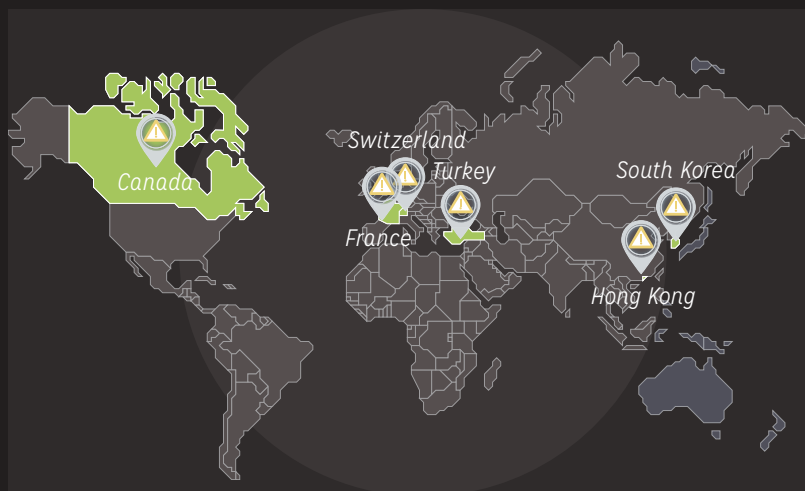 Switzerland
South Korea
Turkey
Canada
France
Hong Kong